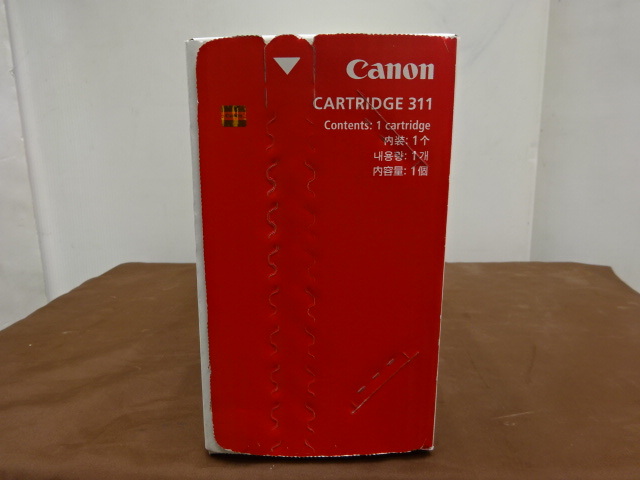 Canon
CARTRIDGE 311
Contents: 1 cartridge
内装: 1个
내용량: 1개
内容量: 1個